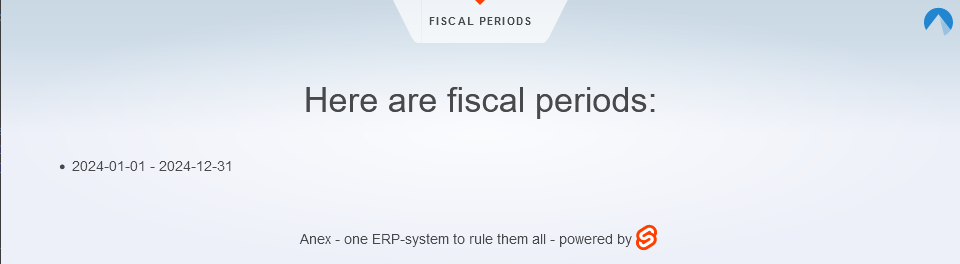 FISCAL PERIODS
Here are fiscal periods:
• 2024-01-01 - 2024-12-31
Anex - one ERP-system to rule them all - powered by